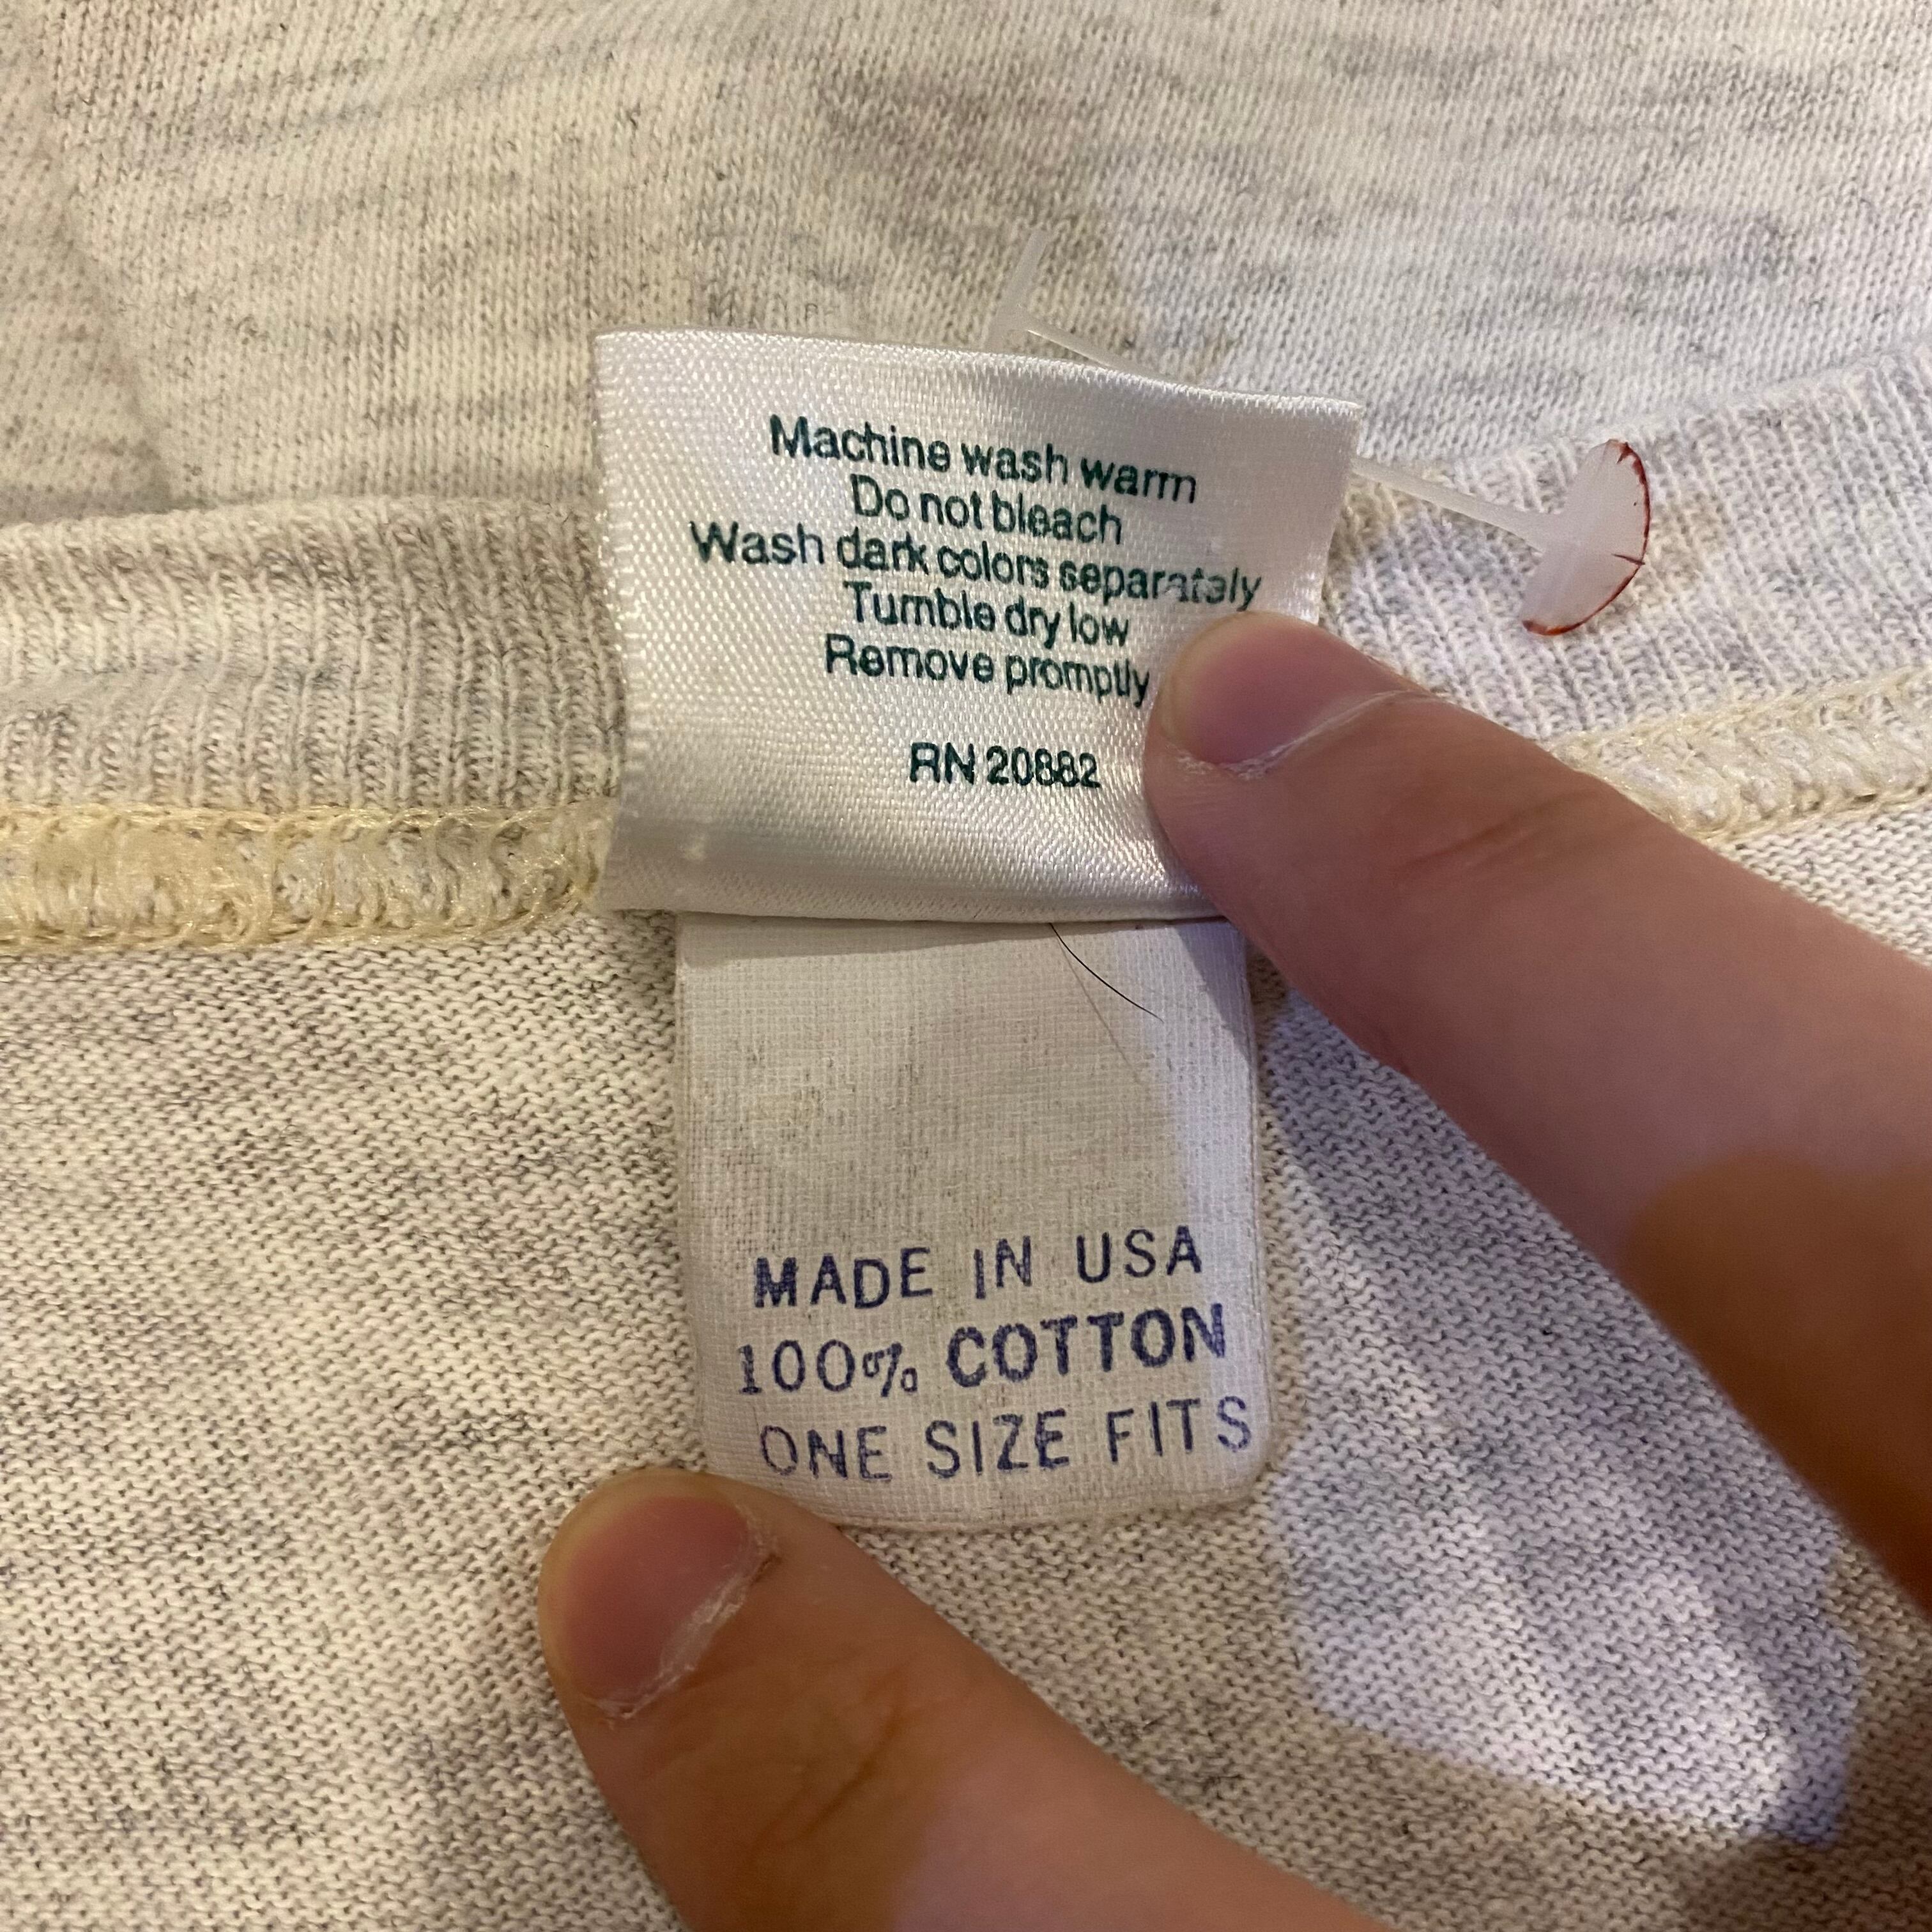 Machine wash warm
Do not bleach
Wash dark colors separately
Tumble dry low
Remove promptly
RN 20882
MADE IN USA
100% COTTON
ONE SIZE FITS